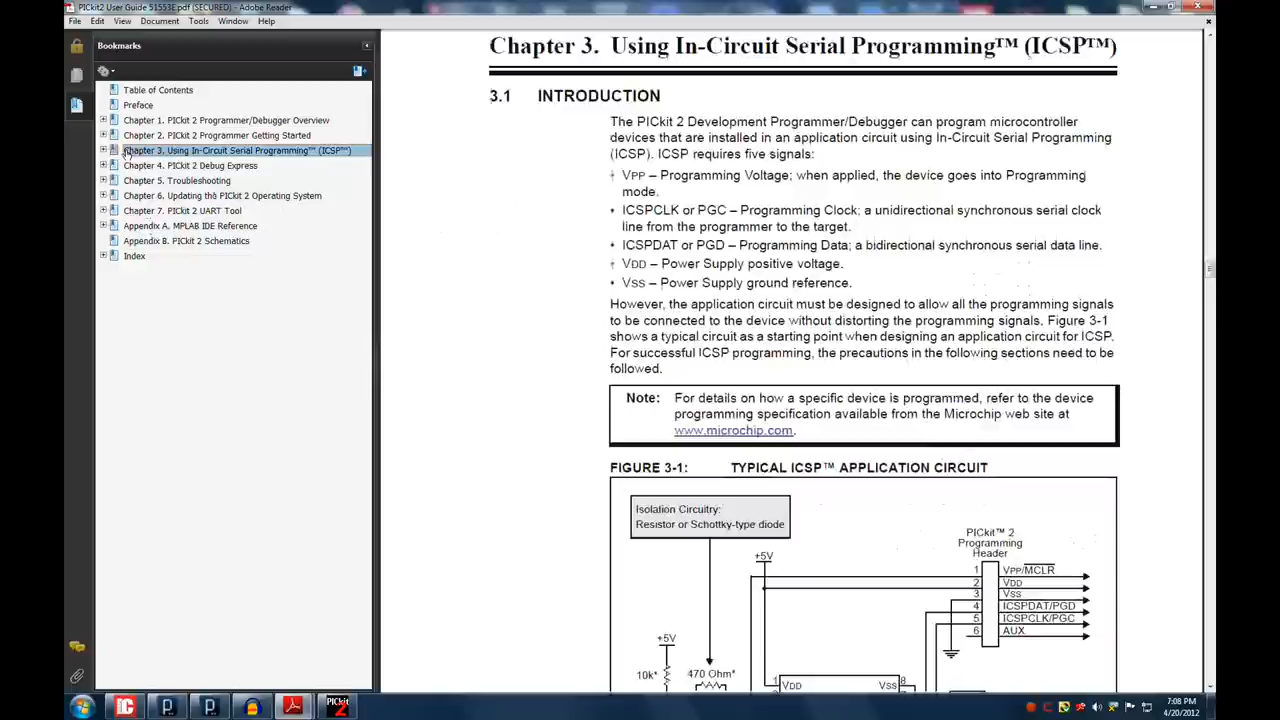 PICkit2 User Guide 51553E.pdf (SECURED) - Adobe Reader
File Edit View Document Tools Window Help
Bookmarks
Table of Contents
Preface
Chapter 1. PICkit 2 Programmer/Debugger Overview
Chapter 2. PICkit 2 Programmer Getting Started
Chapter 3. Using In-Circuit Serial Programming™ (ICSP™)
Chapter 4. PICkit 2 Debug Express
Chapter 5. Troubleshooting
Chapter 6. Updating the PICkit 2 Operating System
Chapter 7. PICkit 2 UART Tool
Appendix A. MPLAB IDE Reference
Appendix B. PICkit 2 Schematics
Index
Chapter 3. Using In-Circuit Serial Programming™ (ICSP™)
3.1 INTRODUCTION
The PICkit 2 Development Programmer/Debugger can program microcontroller
devices that are installed in an application circuit using In-Circuit Serial Programming
(ICSP). ICSP requires five signals:
• VPP – Programming Voltage; when applied, the device goes into Programming
mode.
• ICSPCLK or PGC – Programming Clock; a unidirectional synchronous serial clock
line from the programmer to the target.
• ICSPDAT or PGD – Programming Data; a bidirectional synchronous serial data line.
• VDD – Power Supply positive voltage.
• VSS – Power Supply ground reference.
However, the application circuit must be designed to allow all the programming signals
to be connected to the device without distorting the programming signals. Figure 3-1
shows a typical circuit as a starting point when designing an application circuit for ICSP.
For successful ICSP programming, the precautions in the following sections need to be
followed.
Note: For details on how a specific device is programmed, refer to the device
programming specification available from the Microchip web site at
www.microchip.com.
FIGURE 3-1: TYPICAL ICSP™ APPLICATION CIRCUIT
Isolation Circuitry:
Resistor or Schottky-type diode
PICkit™ 2
Programming
Header
+5V
1 VPP/MCLR
2 VDD
3 VSS
4 ICSPDAT/PGD
5 ICSPCLK/PGC
6 AUX
+5V
10k* 470 Ohm*
1 VDD VSS 8
IC
PICkit
2
7:08 PM
4/20/2012